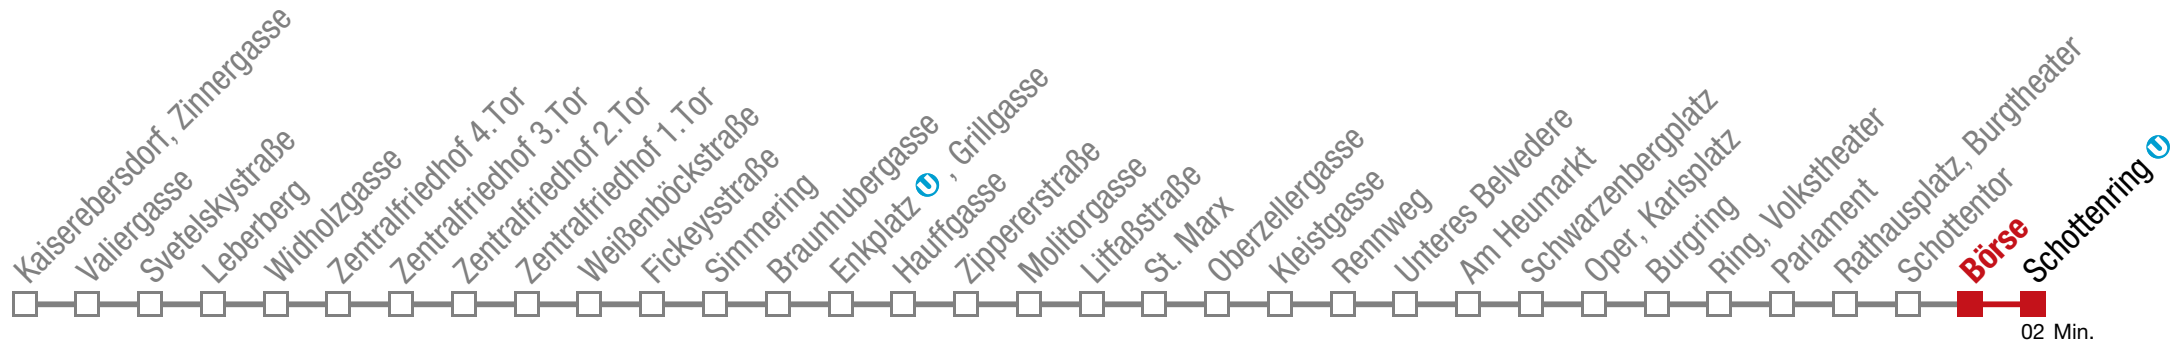 Kaiserebersdorf, Zinnergasse
Valiergasse
Svetelskystraße
Leberberg
Widholzgasse
Zentralfriedhof 4.Tor
Zentralfriedhof 3.Tor
Zentralfriedhof 2.Tor
Zentralfriedhof 1.Tor
Weißenböckstraße
Fickeysstraße
Simmering
Braunhubergasse
Enkplatz U, Grillgasse
Hauffgasse
Zippererstraße
Molitorgasse
Litfaßstraße
St. Marx
Oberzellergasse
Kleistgasse
Rennweg
Unteres Belvedere
Am Heumarkt
Schwarzenbergplatz
Oper, Karlsplatz
Burgring
Ring, Volkstheater
Parlament
Rathausplatz, Burgtheater
Schottentor
Börse
Schottenring U
02 Min.